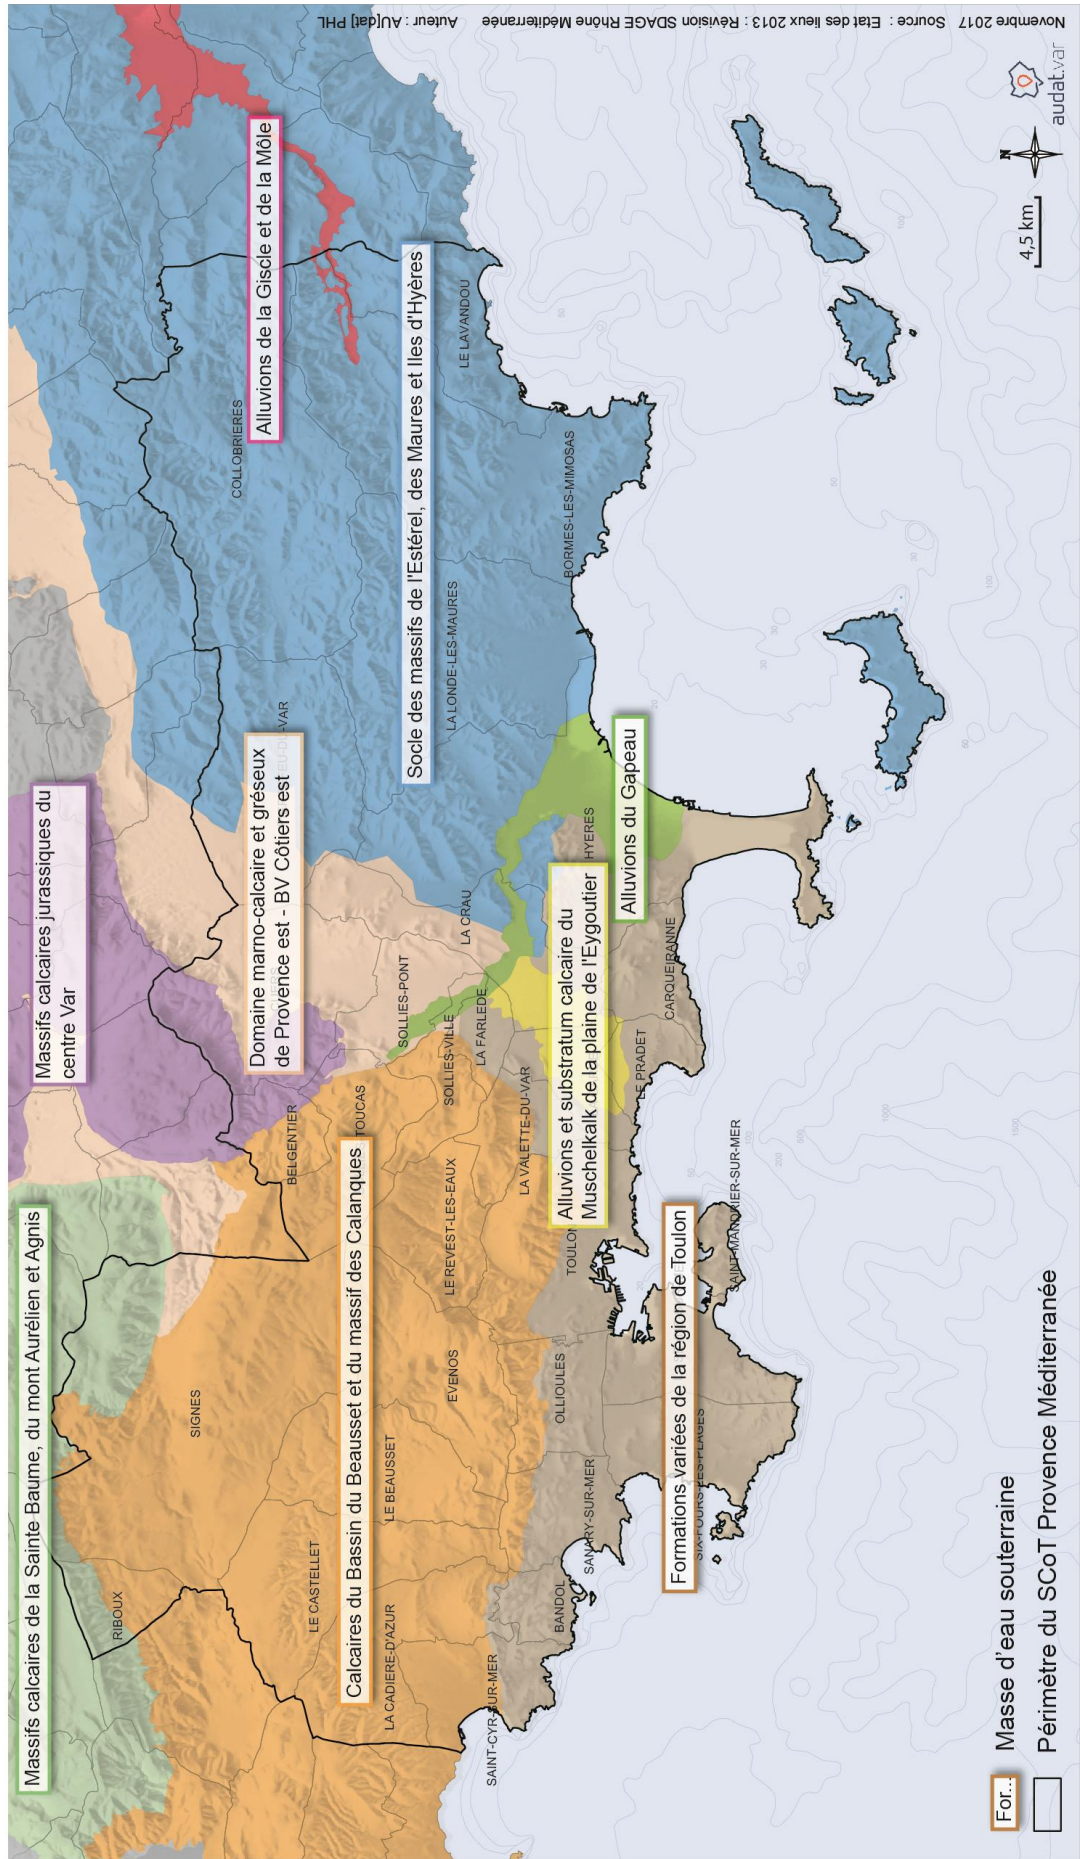 Massifs calcaires de la Sainte Baume, du mont Aurélien et Agnis
Massifs calcaires jurassiques du
centre Var
Domaine marno-calcaire et gréseux
de Provence est - BV Côtiers est
Alluvions de la Giscle et de la Môle
Calcaires du Bassin du Beausset et du massif des Calanques
Socle des massifs de l'Estérel, des Maures et Iles d'Hyères
Alluvions et substratum calcaire du
Muschelkalk de la plaine de l'Eygoutier
Alluvions du Gapeau
Formations variées de la région de Toulon
RIBOUX
SIGNES
BELGENTIER
COLLOBRIERES
LE CASTELLET
TOUCAS
LA CADIERE-D'AZUR
LE BEAUSSET
SOLLIES-PONT
EVENOS
LE REVEST-LES-EAUX
SOLLIES-VILLE
LA FARLEDE
LA CRAU
LA LONDE-LES-MAURES
LE LAVANDOU
SAINT-CYR-SUR-MER
LA VALETTE-DU-VAR
BANDOL
SANARY-SUR-MER
OLLIOULES
TOULON
HYERES
BORMES-LES-MIMOSAS
LE PRADET
CARQUEIRANNE
SIX-FOURS-LES-PLAGES
SAINT-MANDRIER-SUR-MER
For...
Masse d'eau souterraine
Périmètre du SCoT Provence Méditerranée
4,5 km
N
audat.var
Novembre 2017 Source : Etat des lieux 2013 : Révision SDAGE Rhône Méditerranée Auteur : AU[dat] PHL